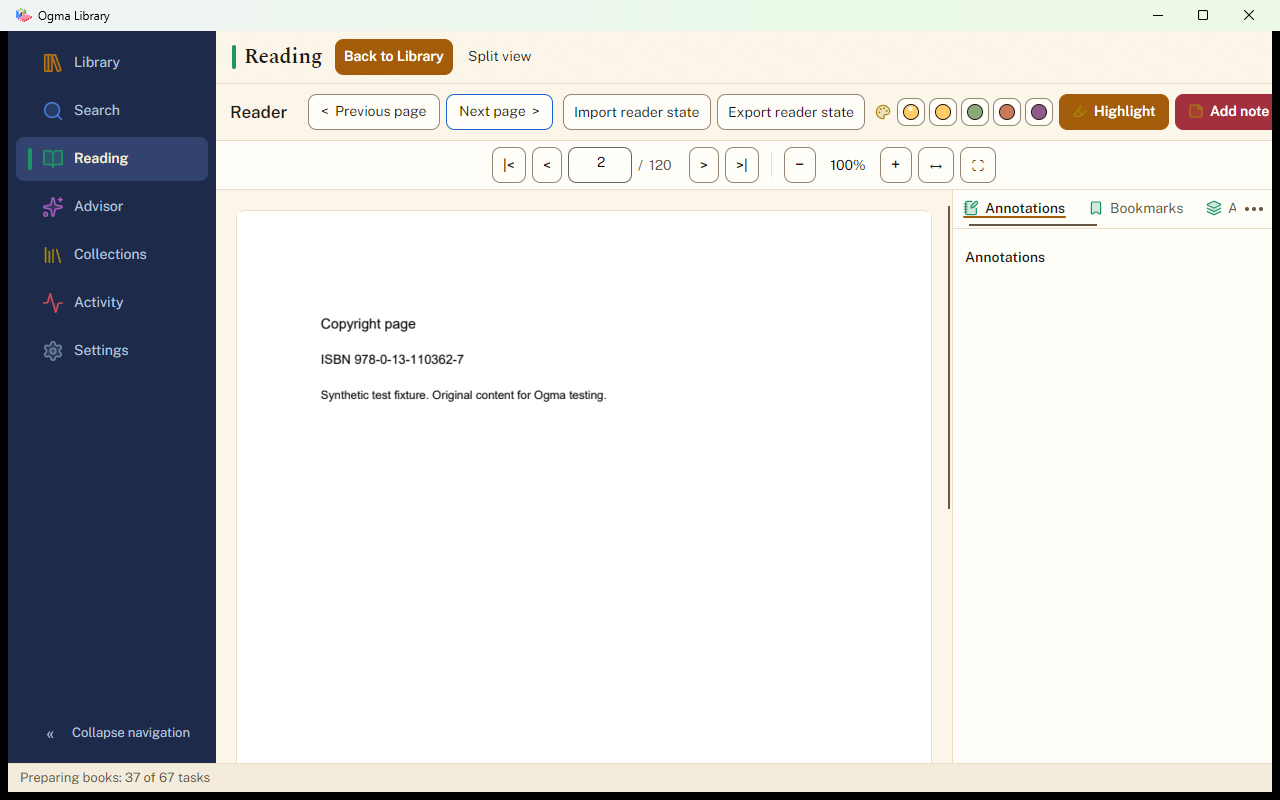 Ogma Library
Library
Search
Reading
Advisor
Collections
Activity
Settings
« Collapse navigation
Reading
Back to Library
Split view
Reader
< Previous page
Next page >
Import reader state
Export reader state
Highlight
Add note
|<
<
2
/ 120
>
>|
−
100%
+
↔
Annotations
Bookmarks
A
•••
Annotations
Copyright page
ISBN 978-0-13-110362-7
Synthetic test fixture. Original content for Ogma testing.
Preparing books: 37 of 67 tasks